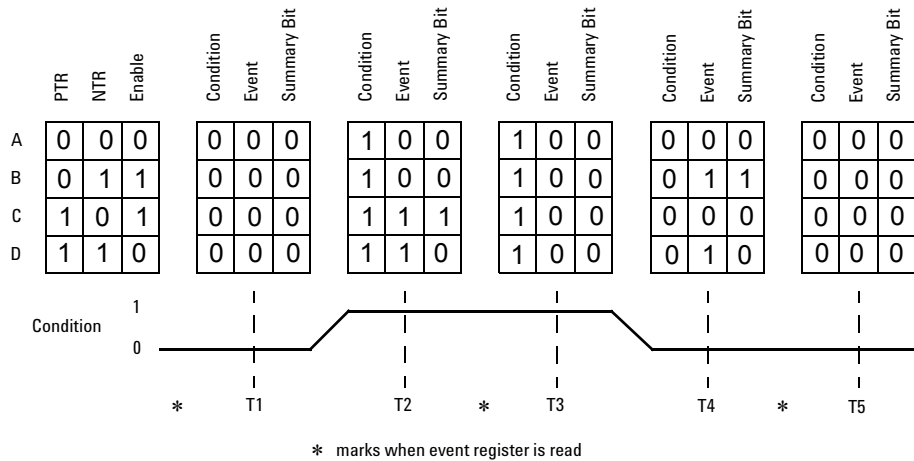 PTR NTR Enable Condition Event Summary Bit Condition Event Summary Bit Condition Event Summary Bit Condition Event Summary Bit Condition Event Summary Bit
A 0 0 0 0 0 0 1 0 0 1 0 0 0 0 0 0 0 0
B 0 1 1 0 0 0 1 0 0 1 0 0 0 1 1 0 0 0
C 1 0 1 0 0 0 1 1 1 1 0 0 0 0 0 0 0 0
D 1 1 0 0 0 0 1 1 0 1 0 0 0 1 0 0 0 0
1
Condition
0
* T1 T2 * T3 T4 * T5
* marks when event register is read